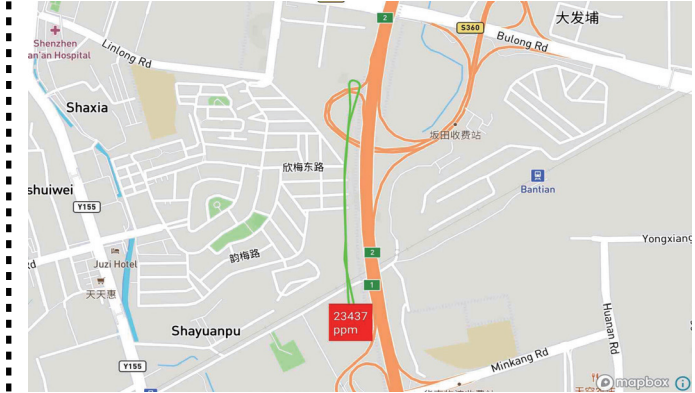 2
大发埔
S360
Bulong Rd
Shenzhen
an'an Hospital
Linlong Rd
Shaxia
坂田收费站
欣梅东路
Bantian
shuiwei
Y155
韵梅路
2
Yongxiang
Juzi Hotel
天天惠
1
23437
ppm
Huanan Rd
Shayuanpu
Minkang Rd
Y155
mapbox